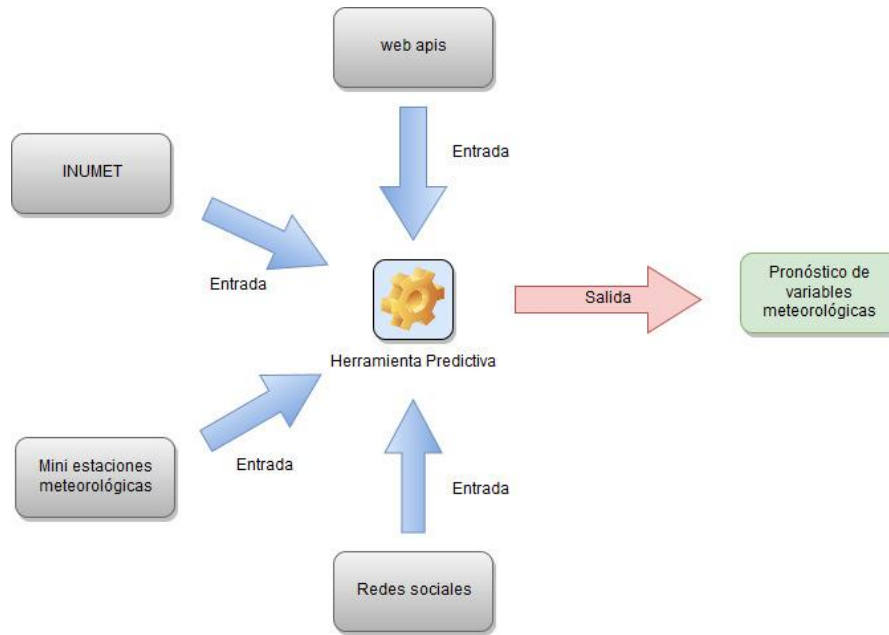 web apis
Entrada
INUMET
Entrada
Herramienta Predictiva
Salida
Pronóstico de
variables
meteorológicas
Mini estaciones
meteorológicas
Entrada
Entrada
Redes sociales